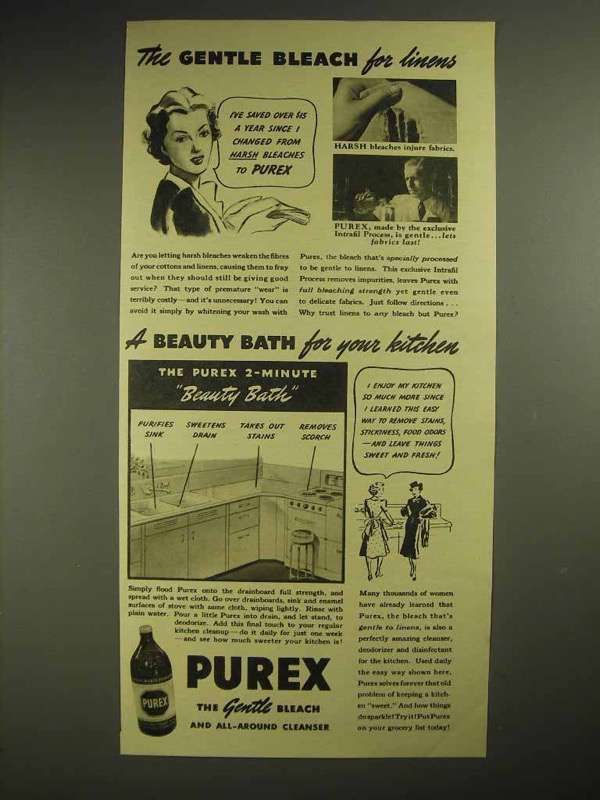 The GENTLE BLEACH for linens
I'VE SAVED OVER $15
A YEAR SINCE I
CHANGED FROM
HARSH BLEACHES
TO PUREX
HARSH bleaches injure fabrics.
PUREX, made by the exclusive
Intrafil Process, is gentle...lets
fabrics last!
Are you letting harsh bleaches weaken the fibres
of your cottons and linens, causing them to fray
out when they should still be giving good
service? That type of premature "wear" is
terribly costly—and it's unnecessary! You can
avoid it simply by whitening your wash with
Purex, the bleach that's specially processed
to be gentle to linens. This exclusive Intrafil
Process removes impurities, leaves Purex with
full bleaching strength yet gentle even
to delicate fabrics. Just follow directions...
Why trust linens to any bleach but Purex?
A BEAUTY BATH for your kitchen
THE PUREX 2-MINUTE
"Beauty Bath"
PURIFIES
SINK
SWEETENS
DRAIN
TAKES OUT
STAINS
REMOVES
SCORCH
I ENJOY MY KITCHEN
SO MUCH MORE SINCE
I LEARNED THIS EASY
WAY TO REMOVE STAINS,
STICKINESS, FOOD ODORS
—AND LEAVE THINGS
SWEET AND FRESH!
Simply flood Purex onto the drainboard full strength, and
spread with a wet cloth. Go over drainboards, sink and enamel
surfaces of stove with same cloth, wiping lightly. Rinse with
plain water. Pour a little Purex into drain, and let stand, to
deodorize. Add this final touch to your regular
kitchen cleanup—do it daily for just one week
—and see how much sweeter your kitchen is!
Many thousands of women
have already learned that
Purex, the bleach that's
gentle to linens, is also a
perfectly amazing cleanser,
deodorizer and disinfectant
for the kitchen. Used daily
the easy way shown here,
Purex solves forever that old
problem of keeping a kitch-
en "sweet." And how things
do sparkle! Try it! Put Purex
on your grocery list today!
PUREX
PUREX
THE Gentle BLEACH
AND ALL-AROUND CLEANSER